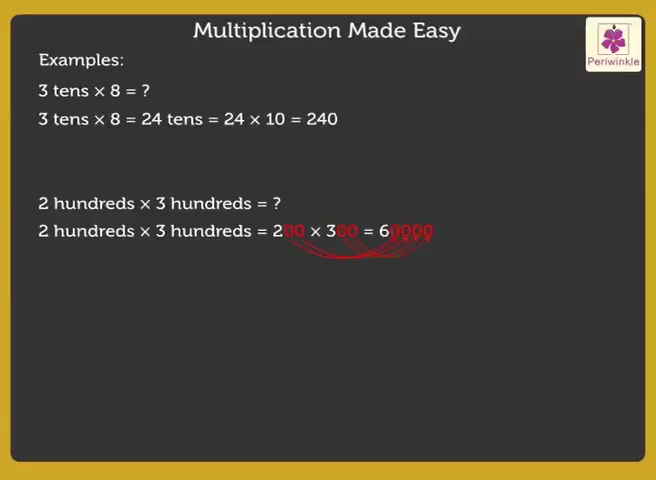 Multiplication Made Easy
Periwinkle
Examples:
3 tens × 8 = ?
3 tens × 8 = 24 tens = 24 × 10 = 240
2 hundreds × 3 hundreds = ?
2 hundreds × 3 hundreds = 200 × 300 = 60000